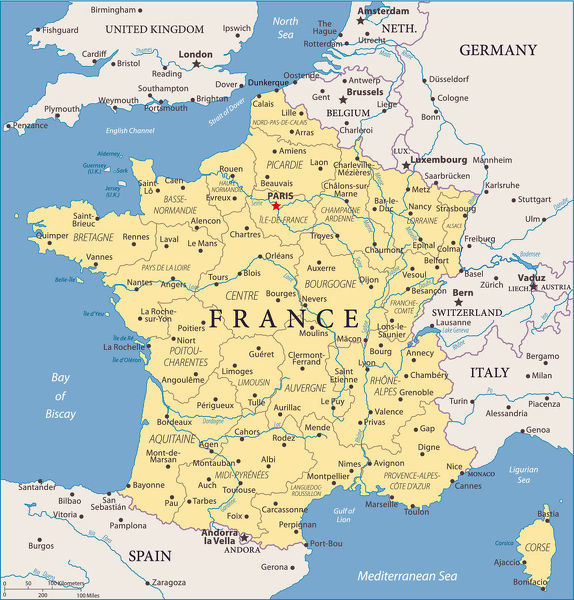 Birmingham
Ipswich
Fishguard
UNITED KINGDOM
North
Sea
Amsterdam
The
Hague
NETH.
Utrecht
Rotterdam
GERMANY
Cardiff
Bristol
Thames
Reading
London
Southampton
Dover
Oostende
Dunkerque
Antwerp
Düsseldorf
Weymouth
Portsmouth
Brighton
Strait of Dover
Calais
Gent
Brussels
Cologne
Plymouth
Penzance
English Channel
Lille
NORD-PAS-DE-CALAIS
BELGIUM
Liege
Bonn
Arras
Charleroi
Alderney
Guernsey
(U.K.)
Jersey
(U.K.)
Amiens
PICARDIE
Laon
Charleville-
Mézières
LUX.
Luxembourg
Mannheim
Saarbrücken
Rouen
HAUTE-
NORMANDIE
Beauvais
Saint-
Lô
Caen
Evreux
Seine
PARIS
Châlons-sur-
Marne
Metz
Karlsruhe
BASSE-
NORMANDIE
ÎLE-DE-FRANCE
CHAMPAGNE
ARDENNE
Bar-le-
Duc
Nancy
LORRAINE
Strasbourg
Stuttgart
Ulm
Saint-
Brieuc
Alencon
Chartres
Troyes
ALSACE
Quimper
BRETAGNE
Rennes
Laval
Le Mans
Chaumont
Epinal
Colmar
Freiburg
Vannes
Orléans
Auxerre
Belfort
Bodensee
PAYS DE LA LOIRE
Blois
Vesoul
Basel
Belle-Île
Nantes
Angers
Tours
BOURGOGNE
Dijon
Besançon
Zürich
Vaduz
LIECH.
AUSTRIA
CENTRE
Bourges
Nevers
FRANCHE-
COMTÉ
Bern
SWITZERLAND
Île d'Yeu
La Roche-
sur-Yon
FRANCE
Poitiers
Moulins
Lons-le-
Saunier
Lausanne
Lake Geneva
Île de Ré
La Rochelle
Île d'Oléron
Niort
POITOU-
CHARENTES
Guéret
Mâcon
Bourg
Annecy
ITALY
Bergamo
Milan
Angoulême
Limoges
LIMOUSIN
Clermont-
Ferrand
Lyon
Chambéry
Bay
of
Biscay
Périgueux
Tulle
AUVERGNE
Saint
Etienne
RHÔNE-
ALPES
Grenoble
Turin
Po
Piacenza
Alessandria
Bordeaux
Dordogne
Aurillac
Le Puy
Valence
Genoa
AQUITAINE
Cahors
Rodez
Mende
Privas
Gap
Agen
Mont-de-
Marsan
Montauban
Albi
Nimes
Avignon
Digne
Ligurian
Sea
MIDI-PYRÉNÉES
Montpellier
PROVENCE-ALPES-
CÔTE D'AZUR
Nice
MONACO
Cannes
Santander
Bilbao
San
Sebastián
Bayonne
Auch
Toulouse
LANGUEDOC
ROUSSILLON
Marseille
Toulon
Pau
Tarbes
Foix
Carcassonne
Gulf of
Lion
Bastia
Vitoria
Pamplona
Perpignan
Corsica
CORSE
Burgos
Andorra
la Vella
ANDORA
Port-Bou
Ajaccio
SPAIN
Gerona
Bonifacio
Zaragoza
Mediterranean Sea
0
50
100 Kilometers
0
50
100 Miles